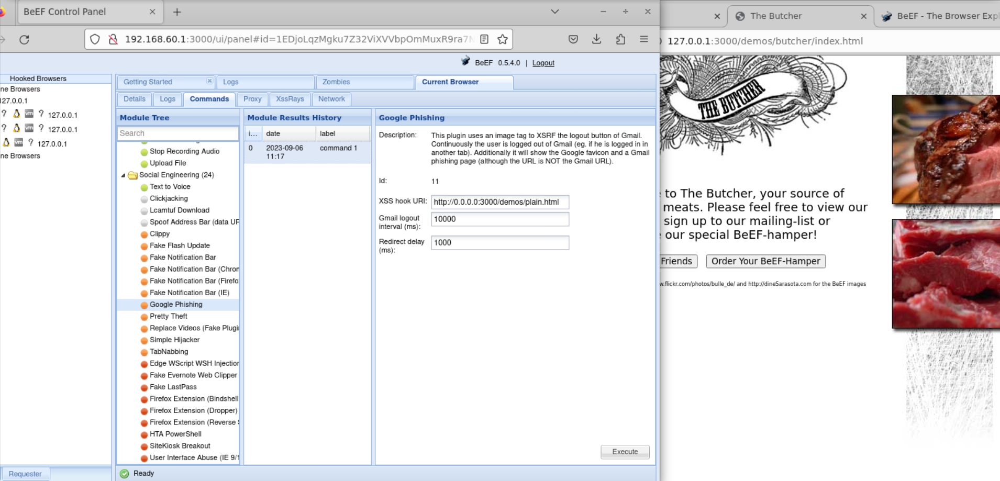 BeEF Control Panel
192.168.60.1:3000/ui/panel#id=1EDjoLqzMgku7Z32ViXVVbpOmMuxR9ra7N
BeEF 0.5.4.0 | Logout
Hooked Browsers
ne Browsers
127.0.0.1
? vm ? 127.0.0.1
? vm ? 127.0.0.1
vm ? 127.0.0.1
ne Browsers
Requester
Getting Started
Logs
Zombies
Current Browser
Details
Logs
Commands
Proxy
XssRays
Network
Module Tree
Search
Stop Recording Audio
Upload File
Social Engineering (24)
Text to Voice
Clickjacking
Lcamtuf Download
Spoof Address Bar (data UR
Clippy
Fake Flash Update
Fake Notification Bar
Fake Notification Bar (Chrom
Fake Notification Bar (Firefo
Fake Notification Bar (IE)
Google Phishing
Pretty Theft
Replace Videos (Fake Plugi
Simple Hijacker
TabNabbing
Edge WScript WSH Injection
Fake Evernote Web Clipper
Fake LastPass
Firefox Extension (Bindshell
Firefox Extension (Dropper)
Firefox Extension (Reverse S
HTA PowerShell
SiteKiosk Breakout
User Interface Abuse (IE 9/1
Module Results History
i... date label
0 2023-09-06 command 1
11:17
Google Phishing
Description: This plugin uses an image tag to XSRF the logout button of Gmail.
Continuously the user is logged out of Gmail (eg. if he is logged in in
another tab). Additionally it will show the Google favicon and a Gmail
phishing page (although the URL is NOT the Gmail URL).
Id: 11
XSS hook URI: http://0.0.0.0:3000/demos/plain.html
Gmail logout
interval (ms): 10000
Redirect delay
(ms): 1000
Execute
Ready
The Butcher
BeEF - The Browser Expl
127.0.0.1:3000/demos/butcher/index.html
THE BUTCHER
to The Butcher, your source of
meats. Please feel free to view our
sign up to our mailing-list or
our special BeEF-hamper!
Friends
Order Your BeEF-Hamper
w.flickr.com/photos/bulle_de/ and http://dineSarasota.com for the BeEF images